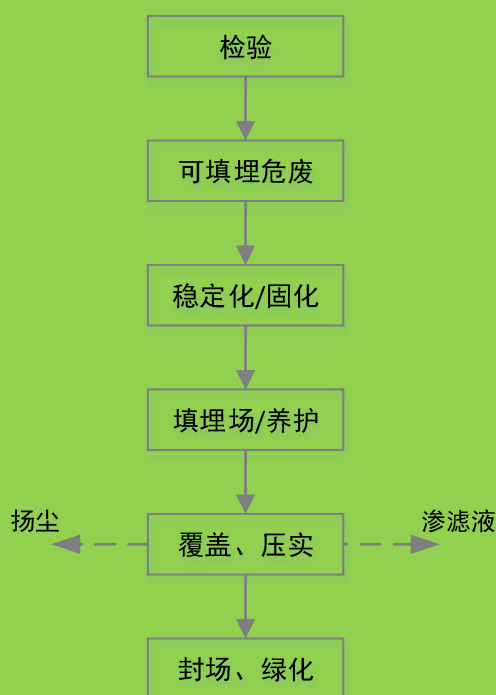 检验
可填埋危废
稳定化/固化
填埋场/养护
扬尘
渗滤液
覆盖、压实
封场、绿化